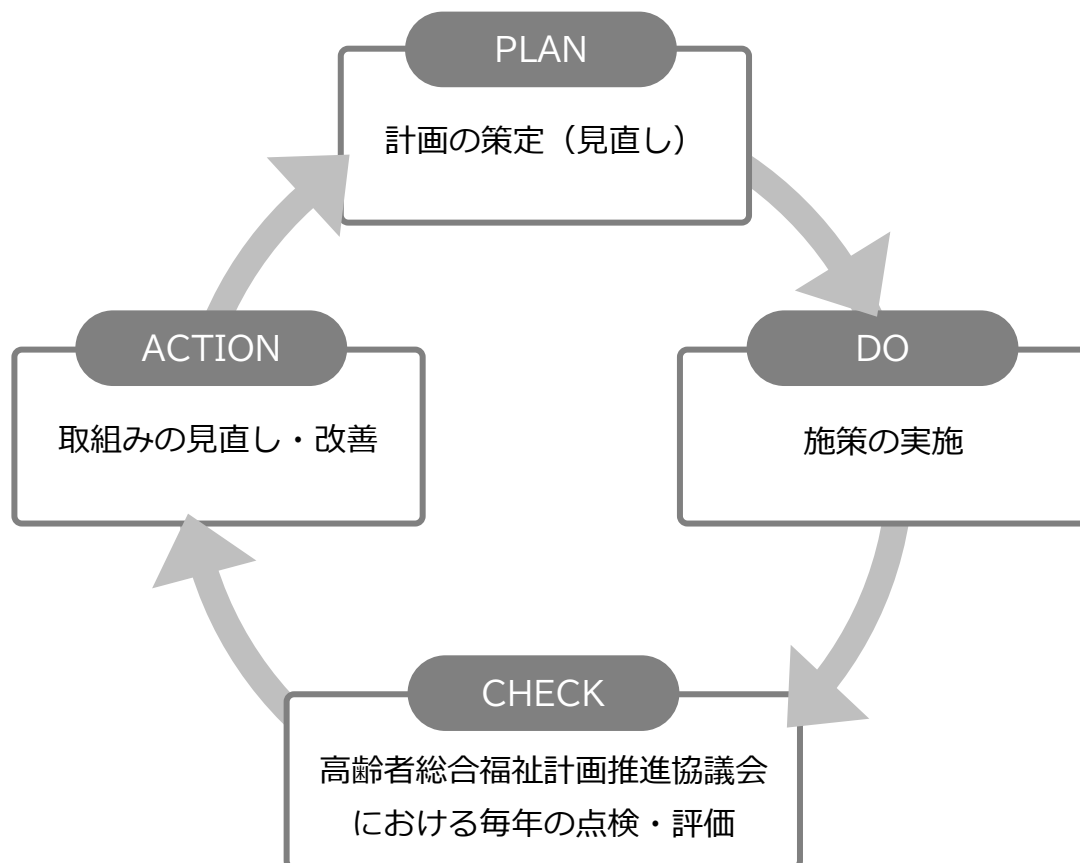 PLAN
計画の策定（見直し）
ACTION
取組みの見直し・改善
DO
施策の実施
CHECK
高齢者総合福祉計画推進協議会
における毎年の点検・評価